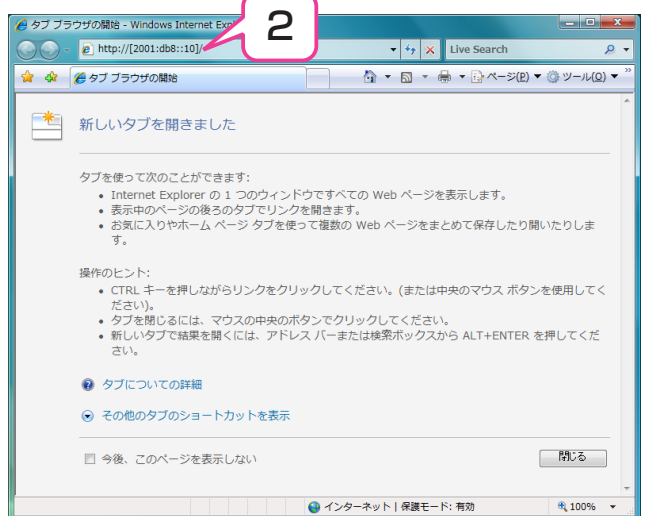 タブ ブラウザの開始 - Windows Internet
2
http://[2001:db8::10]/
Live Search
タブ ブラウザの開始
ページ(P)
ツール(O)
新しいタブを開きました
タブを使って次のことができます:
• Internet Explorer の 1 つのウィンドウですべての Web ページを表示します。
• 表示中のページの後ろのタブでリンクを開きます。
• お気に入りやホーム ページ タブを使って複数の Web ページをまとめて保存したり開いたりしま
す。
操作のヒント:
• CTRL キーを押しながらリンクをクリックしてください。(または中央のマウス ボタンを使用してく
ださい)。
• タブを閉じるには、マウスの中央のボタンでクリックしてください。
• 新しいタブで結果を開くには、アドレス バーまたは検索ボックスから ALT+ENTER を押してくだ
さい。
タブについての詳細
その他のタブのショートカットを表示
今後、このページを表示しない
閉じる
インターネット | 保護モード: 有効
100%